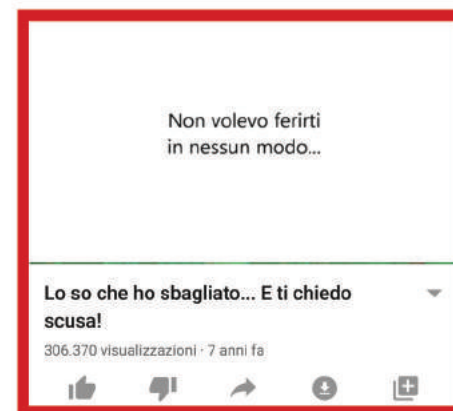 Non volevo ferirti
in nessun modo...
Lo so che ho sbagliato... E ti chiedo
scusa!
306.370 visualizzazioni · 7 anni fa